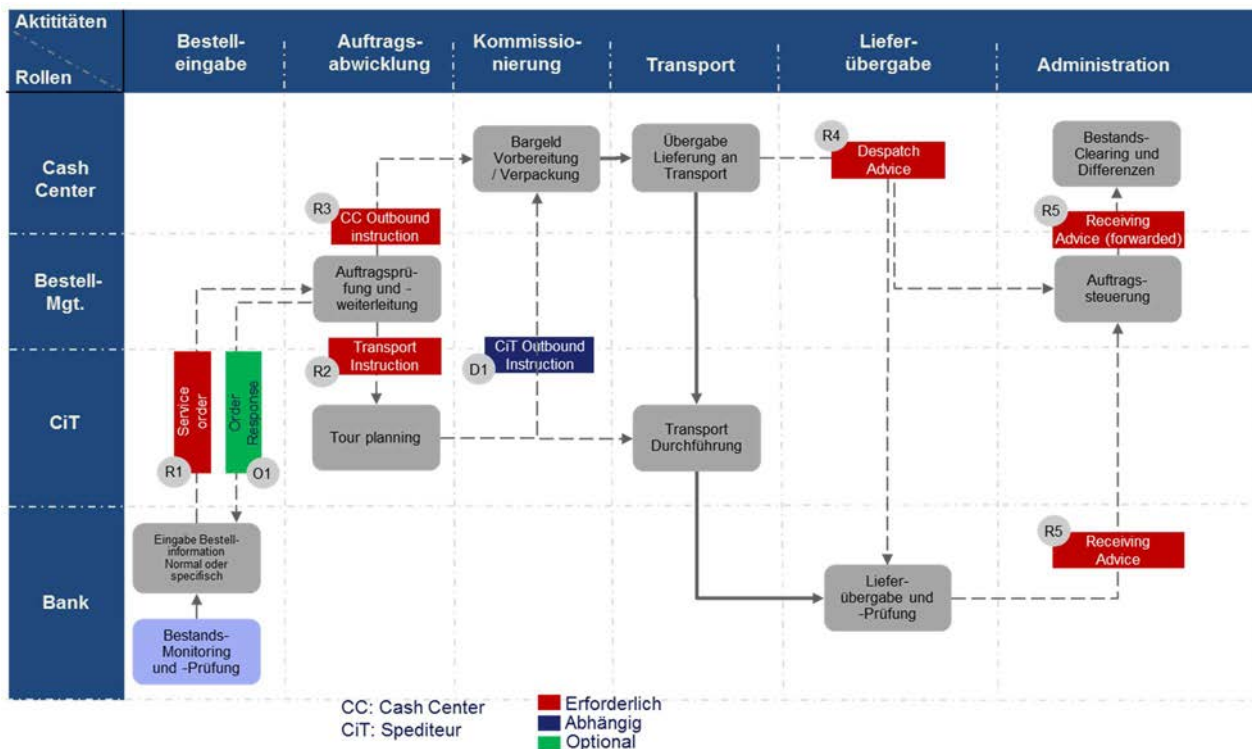 Aktititäten
Rollen
Bestell-
eingabe
Auftrags-
abwicklung
Kommissio-
nierung
Transport
Liefer-
übergabe
Administration
Cash
Center
Bargeld
Vorbereitung
/ Verpackung
Übergabe
Lieferung an
Transport
R4
Despatch
Advice
Bestands-
Clearing und
Differenzen
R3
CC Outbound
instruction
R5
Receiving
Advice (forwarded)
Bestell-
Mgt.
Auftragsprü-
fung und -
weiterleitung
Auftrags-
steuerung
CiT
Service
order
R1
Order
Response
O1
Transport
Instruction
R2
CiT Outbound
Instruction
D1
Tour planning
Transport
Durchführung
Bank
Eingabe Bestell-
information
Normal oder
specifisch
Bestands-
Monitoring
und -Prüfung
Liefer-
übergabe und
-Prüfung
R5
Receiving
Advice
CC: Cash Center
CiT: Spediteur
Erforderlich
Abhängig
Optional